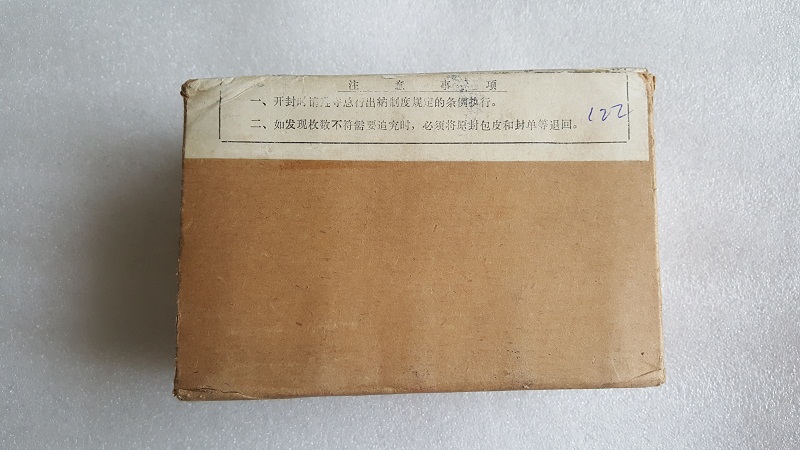 注意事项
一、开封时请遵守总行出纳制度规定的条例执行。
二、如发现枚数不符需要追究时，必须将原封包皮和封单等退回。
122